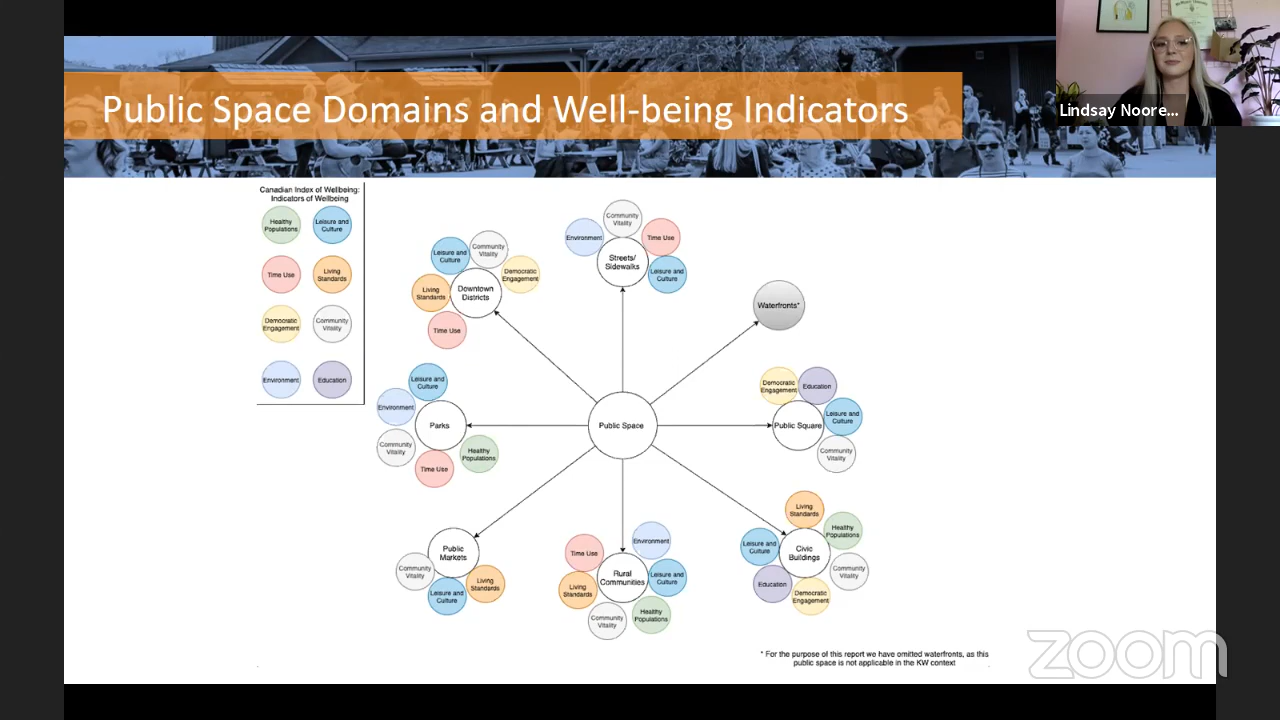 Public Space Domains and Well-being Indicators
Lindsay Noore...
Canadian Index of Wellbeing:
Indicators of Wellbeing
Healthy
Populations
Leisure and
Culture
Time Use
Living
Standards
Democratic
Engagement
Community
Vitality
Environment
Education
Community
Vitality
Environment
Time Use
Streets/
Sidewalks
Leisure and
Culture
Leisure and
Culture
Community
Vitality
Democratic
Engagement
Living
Standards
Downtown
Districts
Time Use
Waterfronts*
Leisure and
Culture
Environment
Parks
Community
Vitality
Time Use
Healthy
Populations
Public Space
Democratic
Engagement
Education
Public Square
Leisure and
Culture
Community
Vitality
Public
Markets
Community
Vitality
Leisure and
Culture
Living
Standards
Time Use
Environment
Rural
Communities
Living
Standards
Leisure and
Culture
Community
Vitality
Healthy
Populations
Living
Standards
Healthy
Populations
Leisure and
Culture
Civic
Buildings
Community
Vitality
Education
Democratic
Engagement
* For the purpose of this report we have omitted waterfronts, as this
public space is not applicable in the KW context
zoom